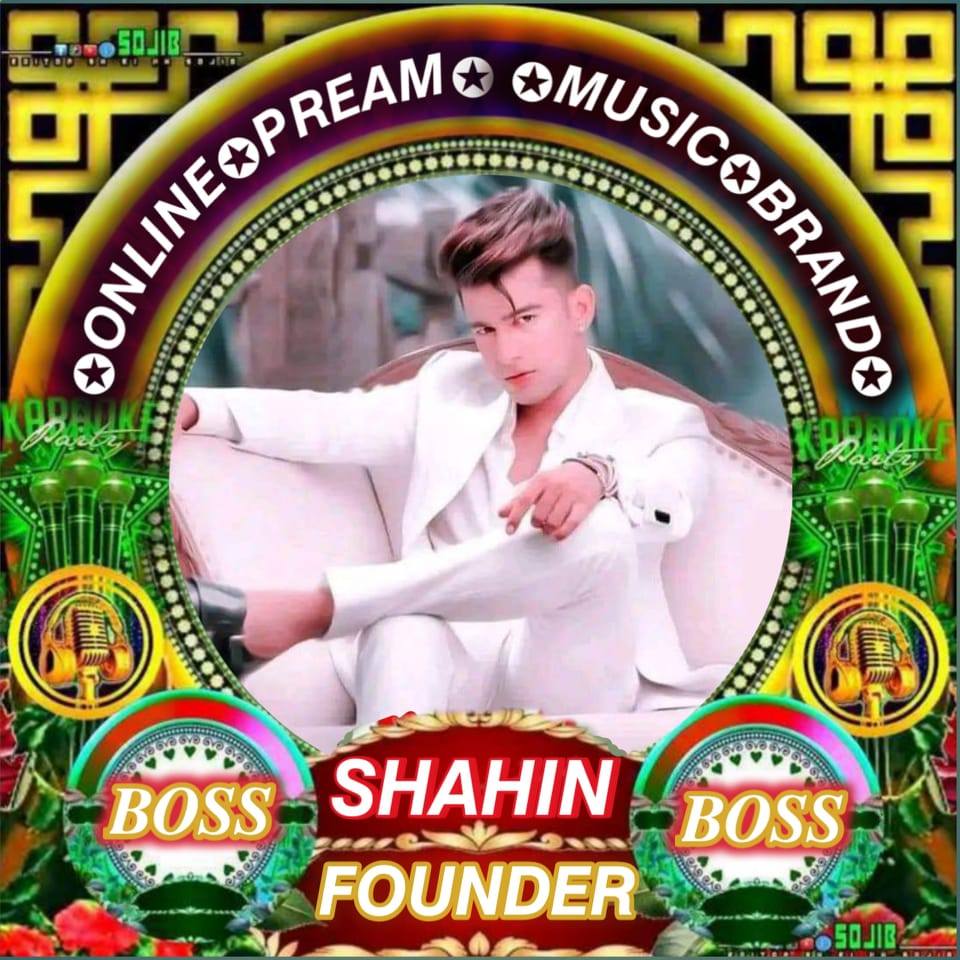 SOJIB
✪ONLINE✪PREAM✪ ✪MUSIC✪BRAND✪
KARAOKE
Party
KARAOKE
Party
BOSS
SHAHIN
BOSS
FOUNDER
SOJIB